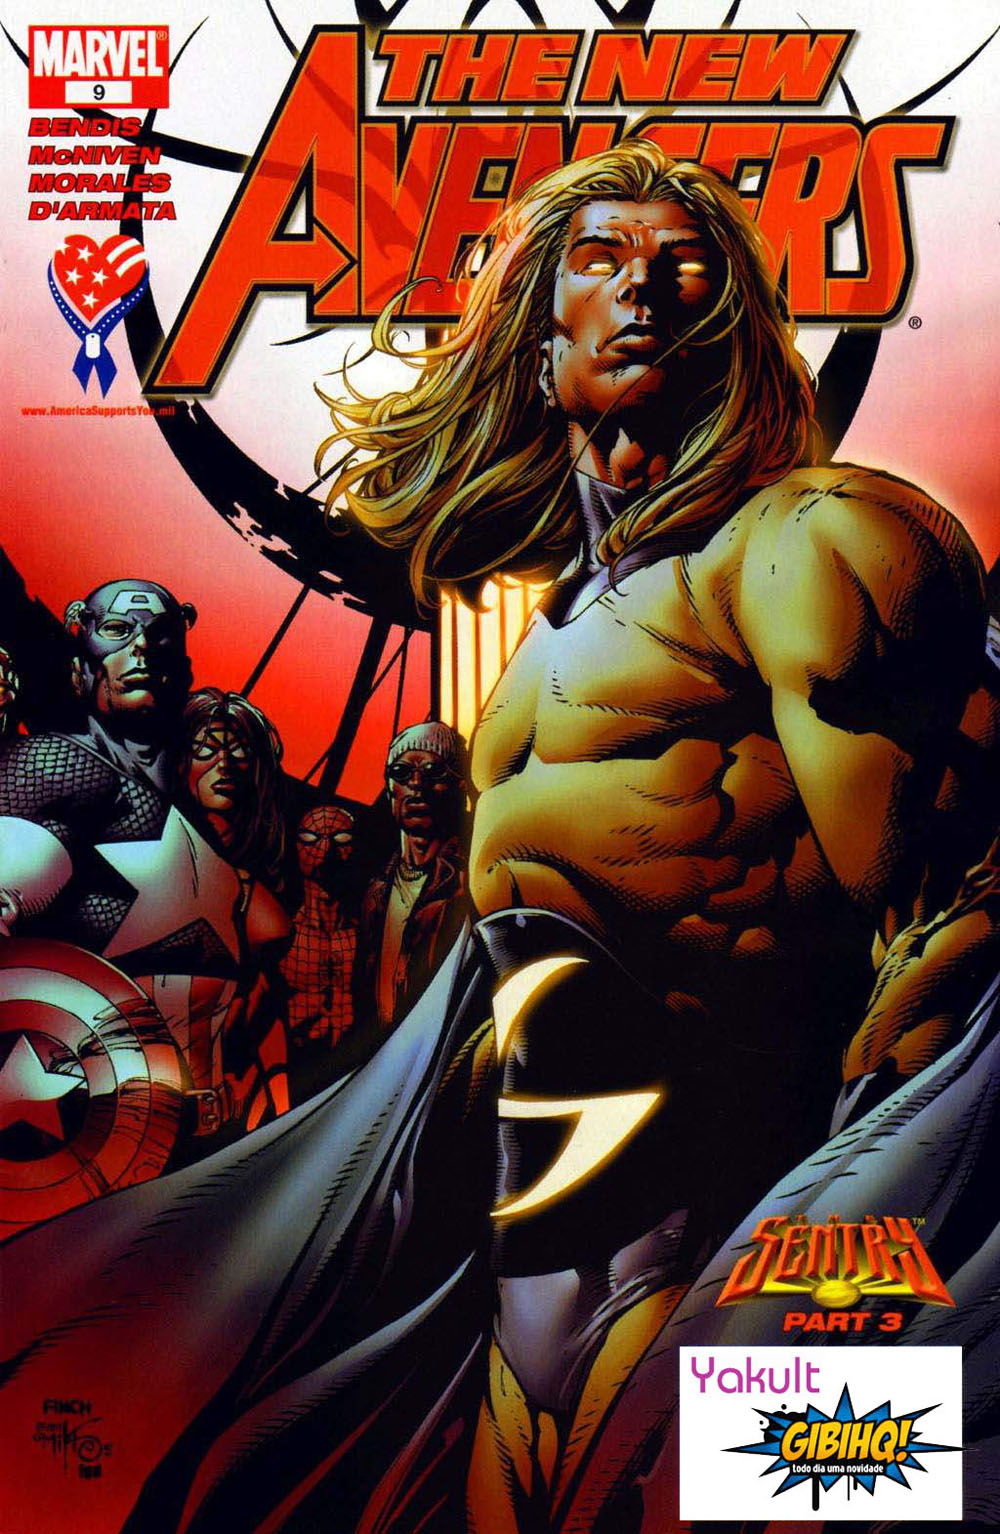 MARVEL®
9
BENDIS
McNIVEN
MORALES
D'ARMATA
THE NEW
AVENGERS®
www.AmericaSupportsYou.mil
A
THE
SENTRY™
PART 3
FINCH
Yakult
GIBIHQ!
todo dia uma novidade